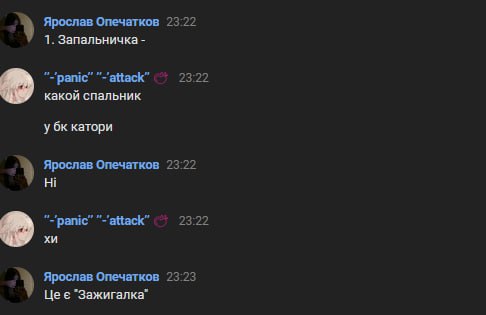 Ярослав Опечатков 23:22
1. Запальничка -
"-'panic" "-'attack" 23:22
какой спальник
у бк катори
Ярослав Опечатков 23:22
Ні
"-'panic" "-'attack" 23:22
хи
Ярослав Опечатков 23:23
Це є "Зажигалка"